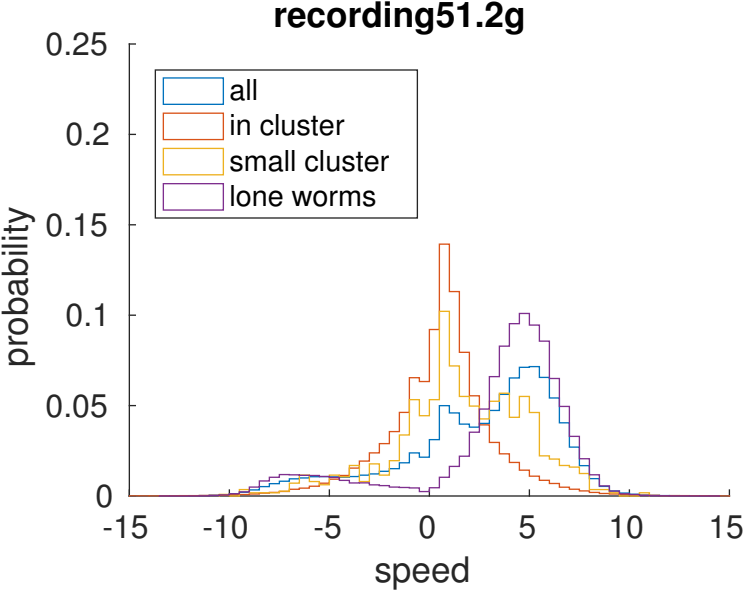 recording51.2g
0.25
0.2
0.15
0.1
0.05
0
probability
all
in cluster
small cluster
lone worms
-15 -10 -5 0 5 10 15
speed